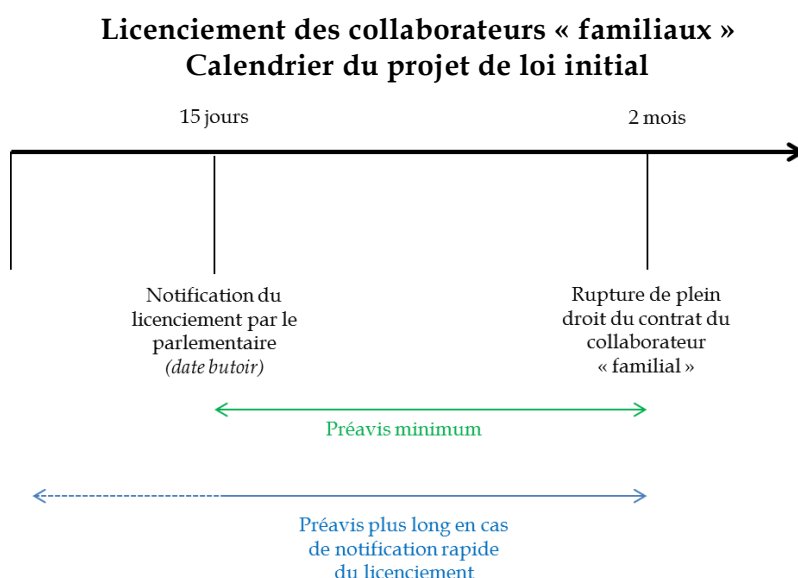 Licenciement des collaborateurs « familiaux »
Calendrier du projet de loi initial
15 jours
2 mois
Notification du
licenciement par le
parlementaire
(date butoir)
Rupture de plein
droit du contrat du
collaborateur
« familial »
Préavis minimum
Préavis plus long en cas
de notification rapide
du licenciement